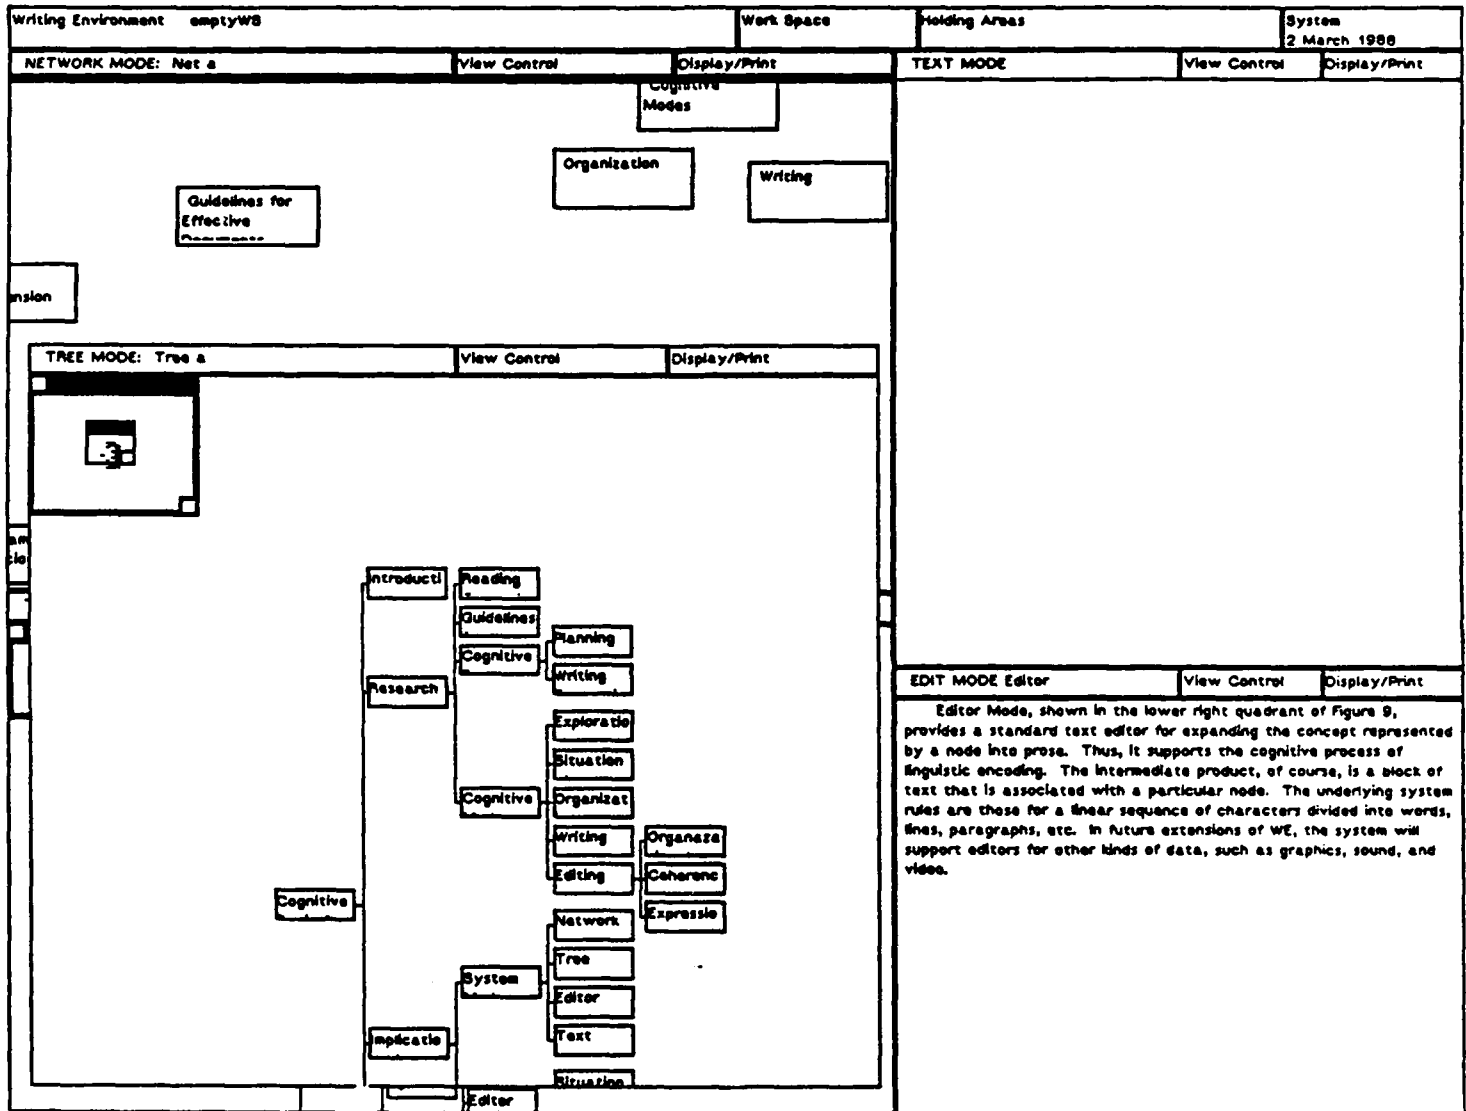 Writing Environment emptyWS
Work Space
Holding Areas
System
2 March 1988
NETWORK MODE: Net a
View Control
Display/Print
TEXT MODE
View Control
Display/Print
Cognitive
Modes
Organization
Writing
Guidelines for
Effective
Documents
nsion
TREE MODE: Tree a
View Control
Display/Print
am
cio
Introducti
Reading
Guidelines
Cognitive
Planning
Writing
Research
Exploratio
Situation
Cognitive
Organizat
Writing
Organaza
Editing
Coherenc
Cognitive
Expressio
Network
Tree
System
Editor
Text
Implicatio
Situation
Editor
EDIT MODE Editor
View Control
Display/Print
Editor Mode, shown in the lower right quadrant of Figure 9,
provides a standard text editor for expanding the concept represented
by a node into prose. Thus, it supports the cognitive process of
linguistic encoding. The intermediate product, of course, is a block of
text that is associated with a particular node. The underlying system
rules are those for a linear sequence of characters divided into words,
lines, paragraphs, etc. In future extensions of WE, the system will
support editors for other kinds of data, such as graphics, sound, and
video.